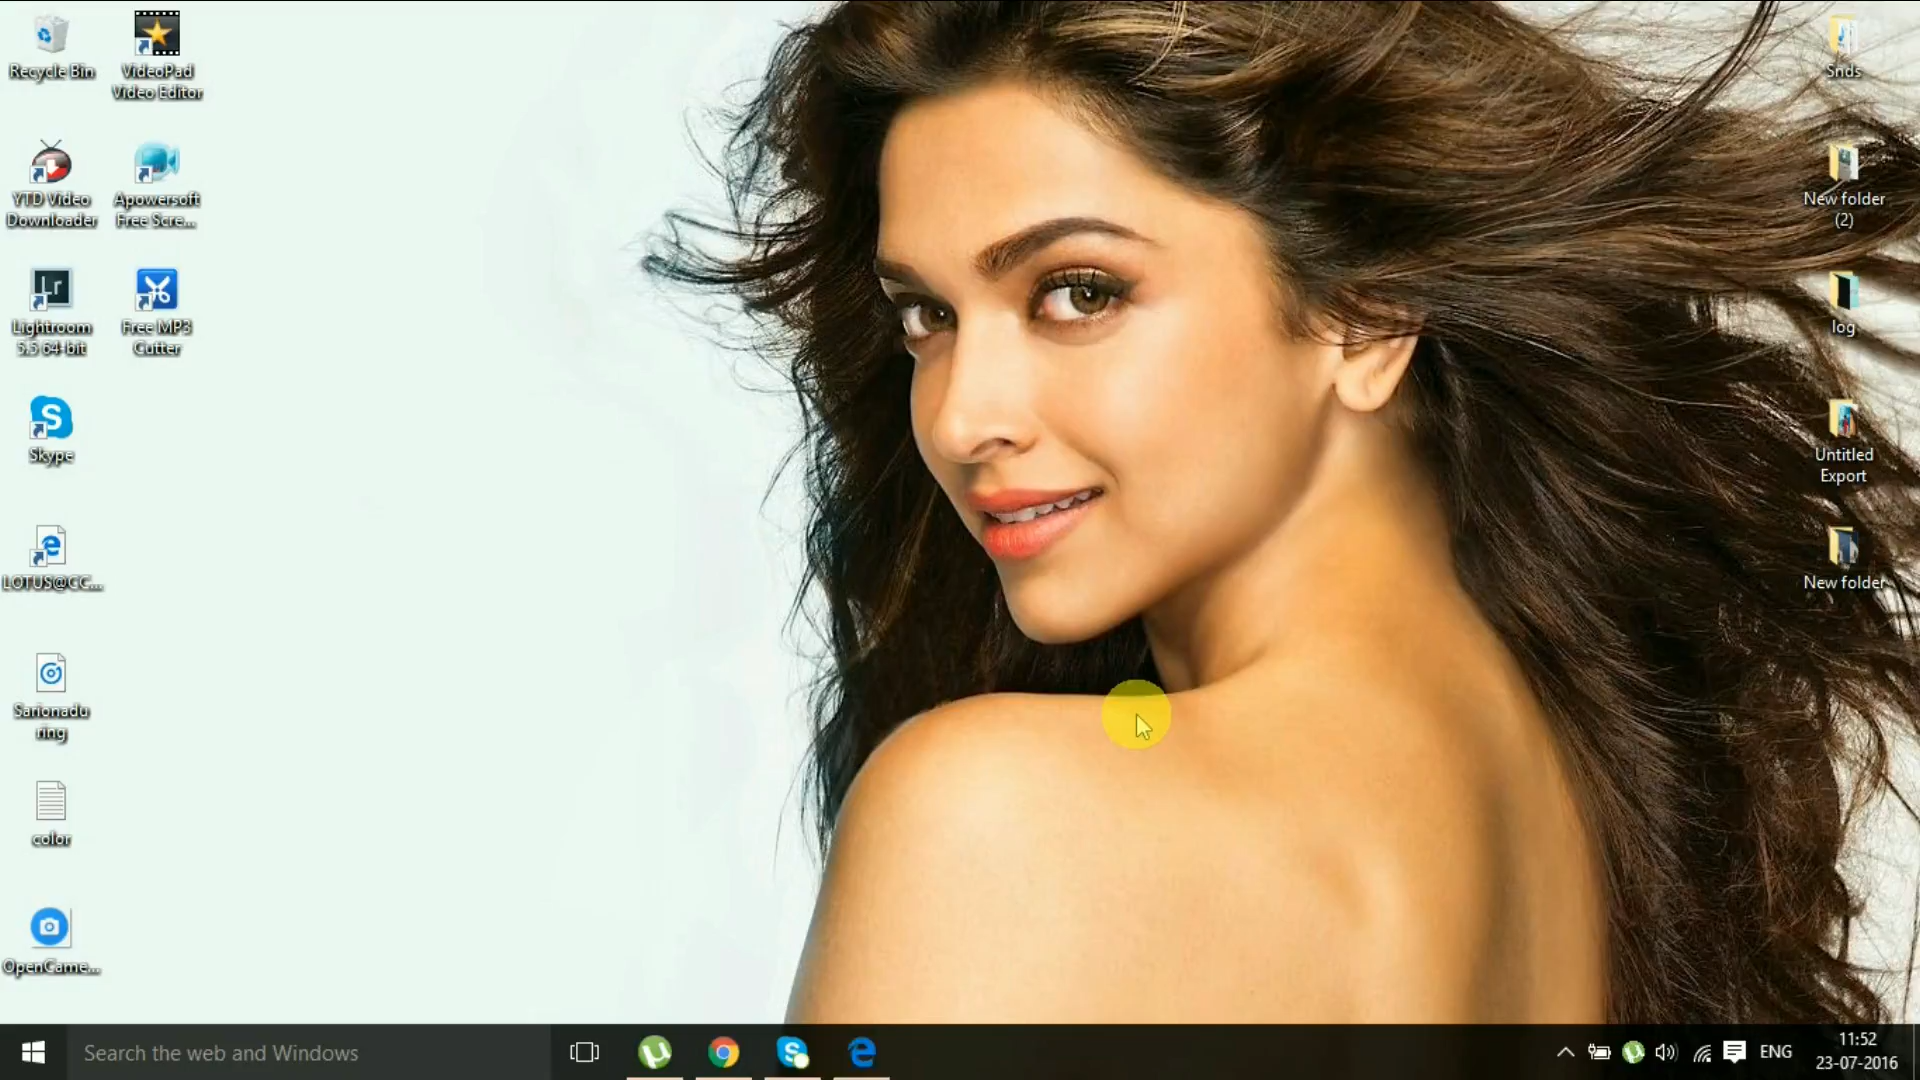 Recycle Bin
VideoPad
Video Editor
YTD Video
Downloader
Apowersoft
Free Scre...
Lr
Lightroom
5.5 64-bit
Free MP3
Cutter
S
Skype
LOTUS@CC...
Sarionadu
ring
color
OpenCame...
Snds
New folder
(2)
log
Untitled
Export
New folder
Search the web and Windows
ENG
11:52
23-07-2016